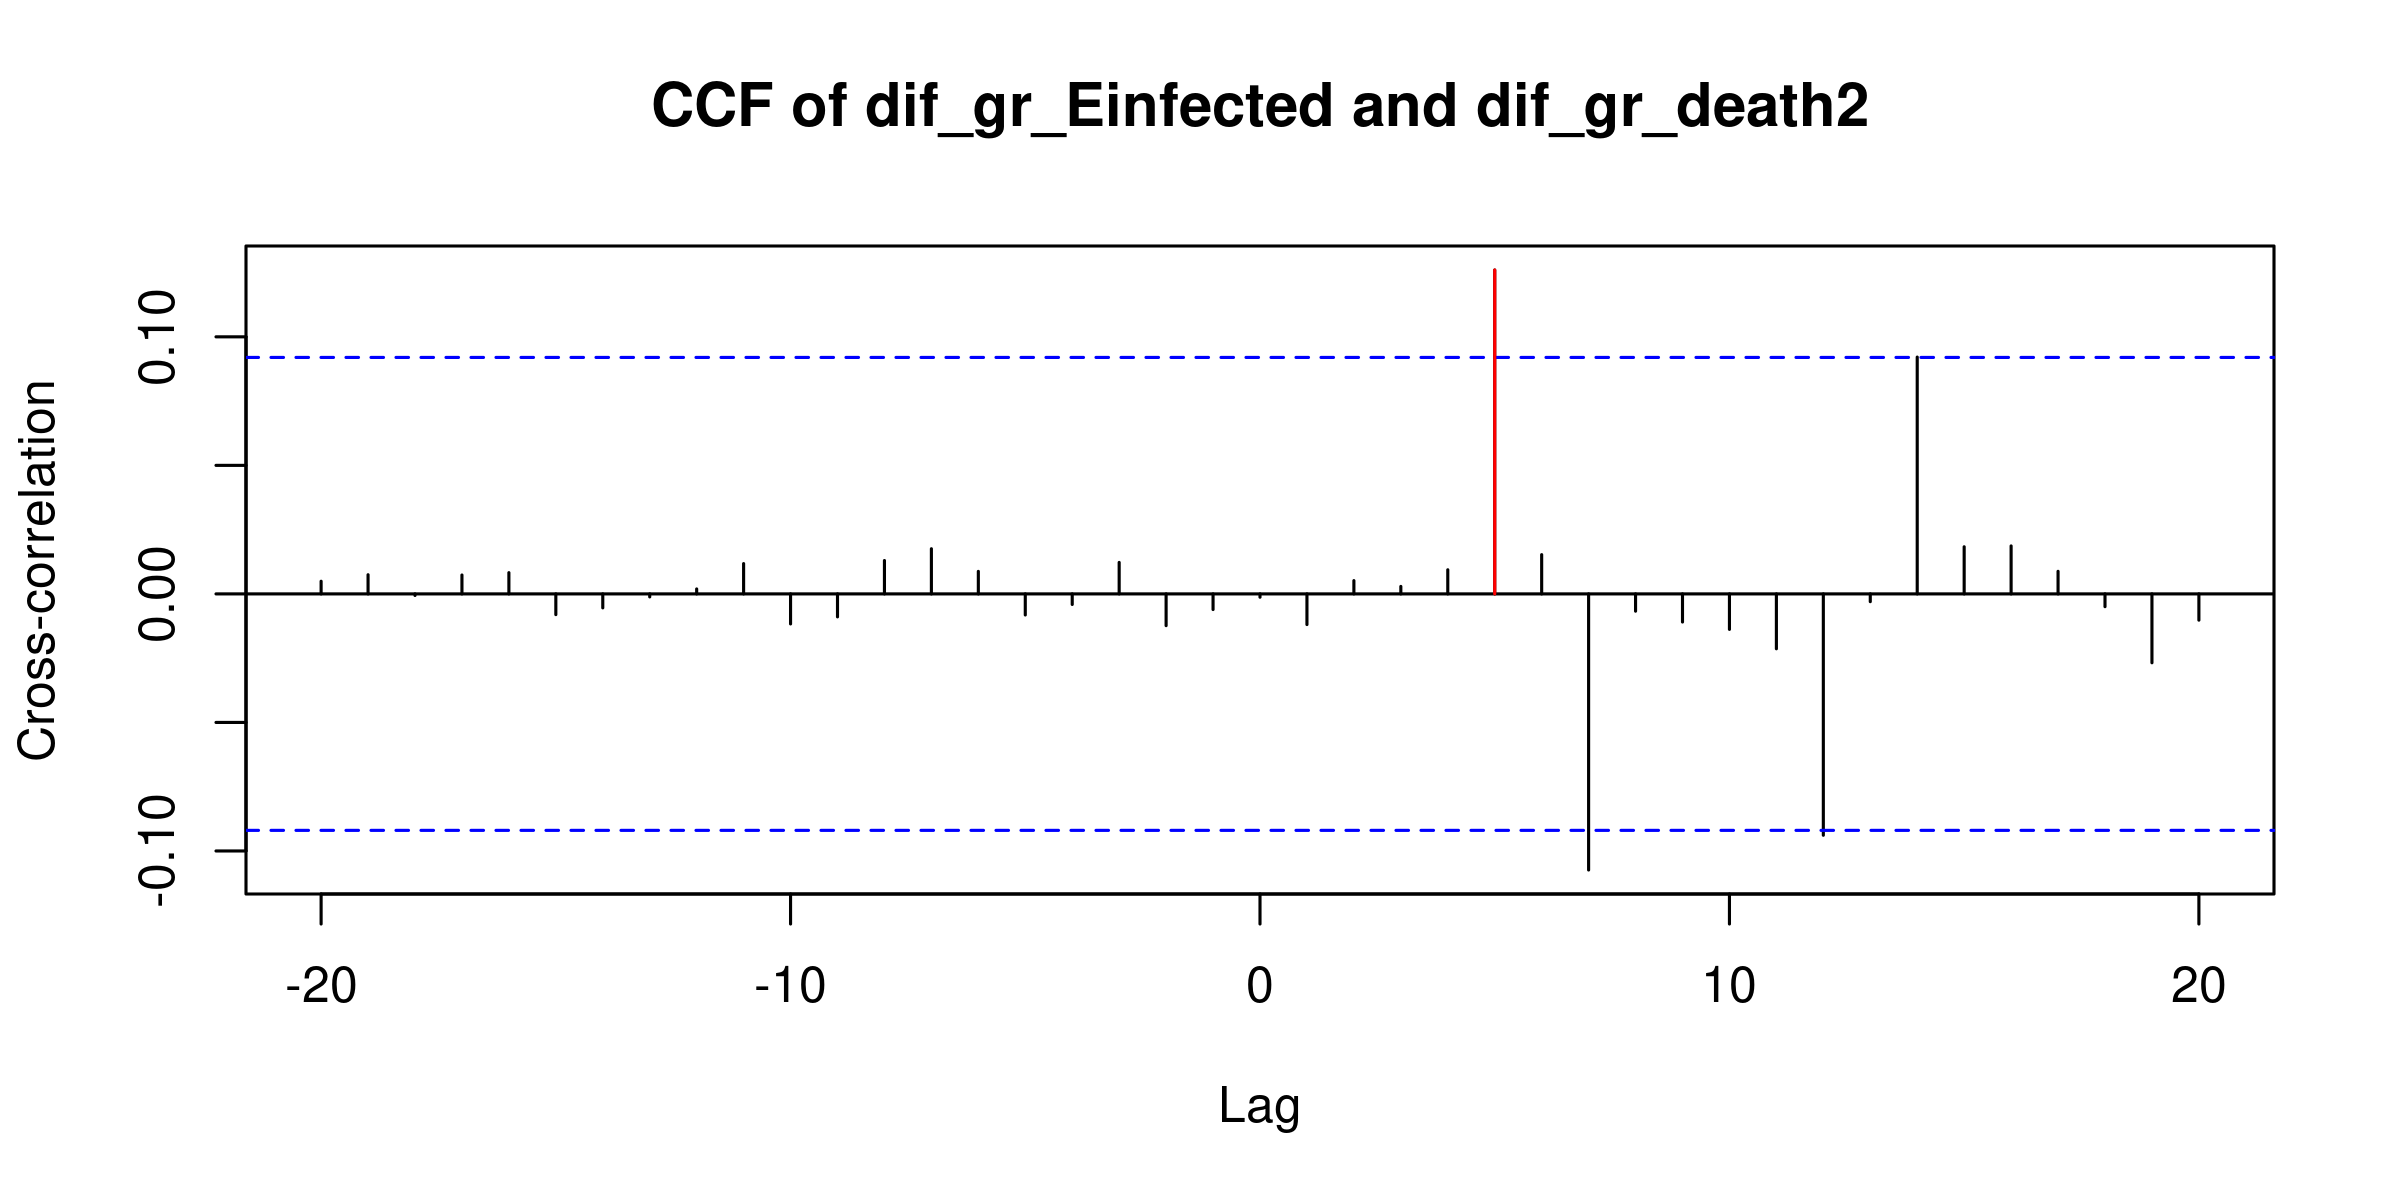 CCF of dif_gr_Einfected and dif_gr_death2
Cross-correlation
0.10
0.00
-0.10
-20 -10 0 10 20
Lag